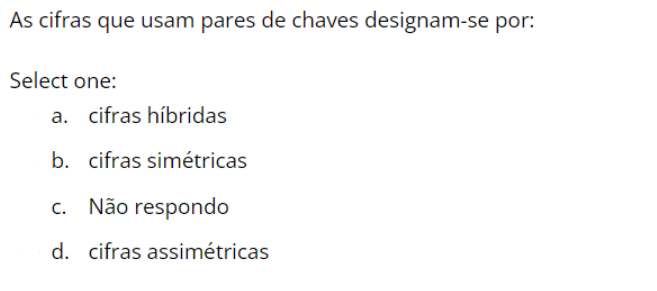 As cifras que usam pares de chaves designam-se por:
Select one:
a. cifras híbridas
b. cifras simétricas
c. Não respondo
d. cifras assimétricas